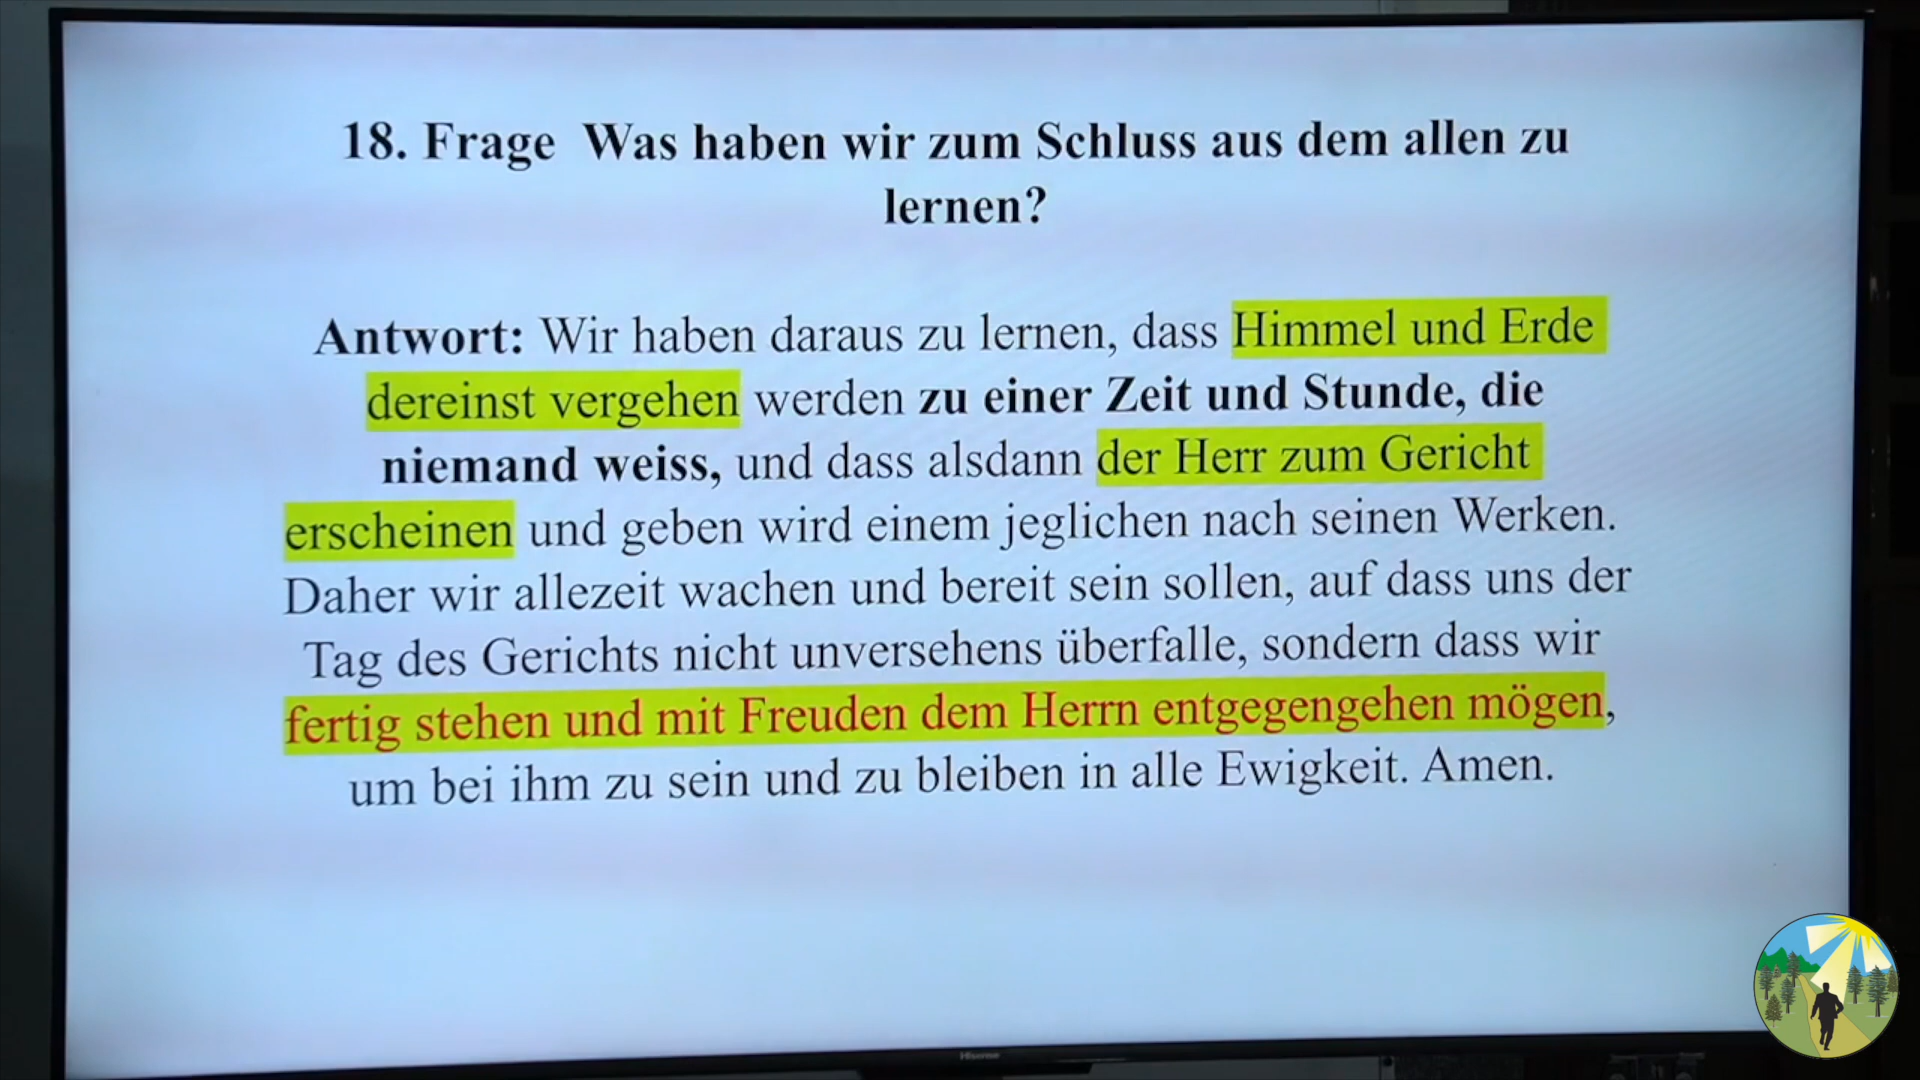 18. Frage  Was haben wir zum Schluss aus dem allen zu
lernen?
Antwort: Wir haben daraus zu lernen, dass Himmel und Erde
dereinst vergehen werden zu einer Zeit und Stunde, die
niemand weiss, und dass alsdann der Herr zum Gericht
erscheinen und geben wird einem jeglichen nach seinen Werken.
Daher wir allezeit wachen und bereit sein sollen, auf dass uns der
Tag des Gerichts nicht unversehens überfalle, sondern dass wir
fertig stehen und mit Freuden dem Herrn entgegengehen mögen,
um bei ihm zu sein und zu bleiben in alle Ewigkeit. Amen.
Hisense